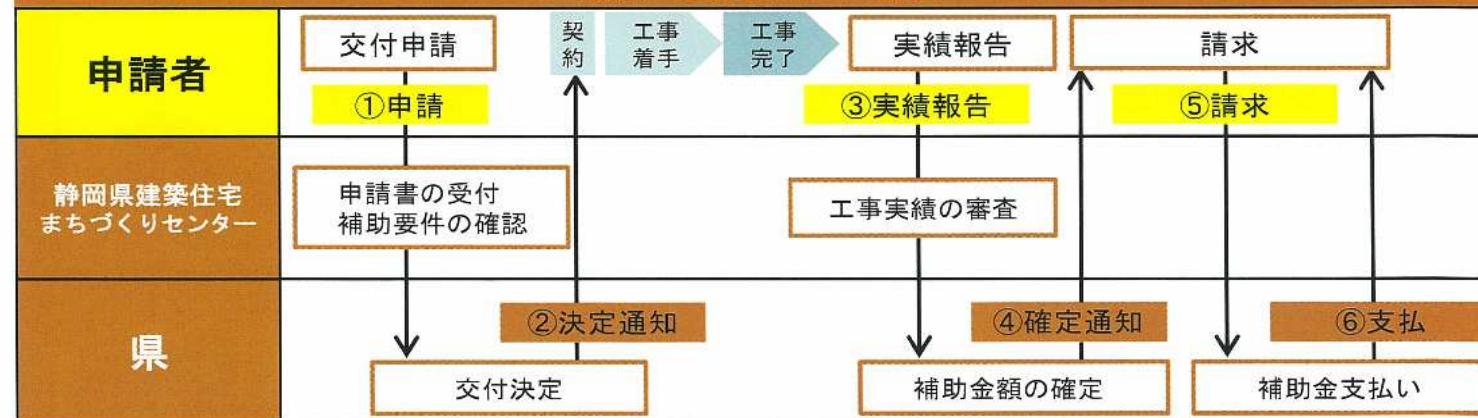 申請者
交付申請
契
約
工事
着手
工事
完了
実績報告
請求
①申請
③実績報告
⑤請求
静岡県建築住宅
まちづくりセンター
申請書の受付
補助要件の確認
工事実績の審査
県
②決定通知
④確定通知
⑥支払
交付決定
補助金額の確定
補助金支払い